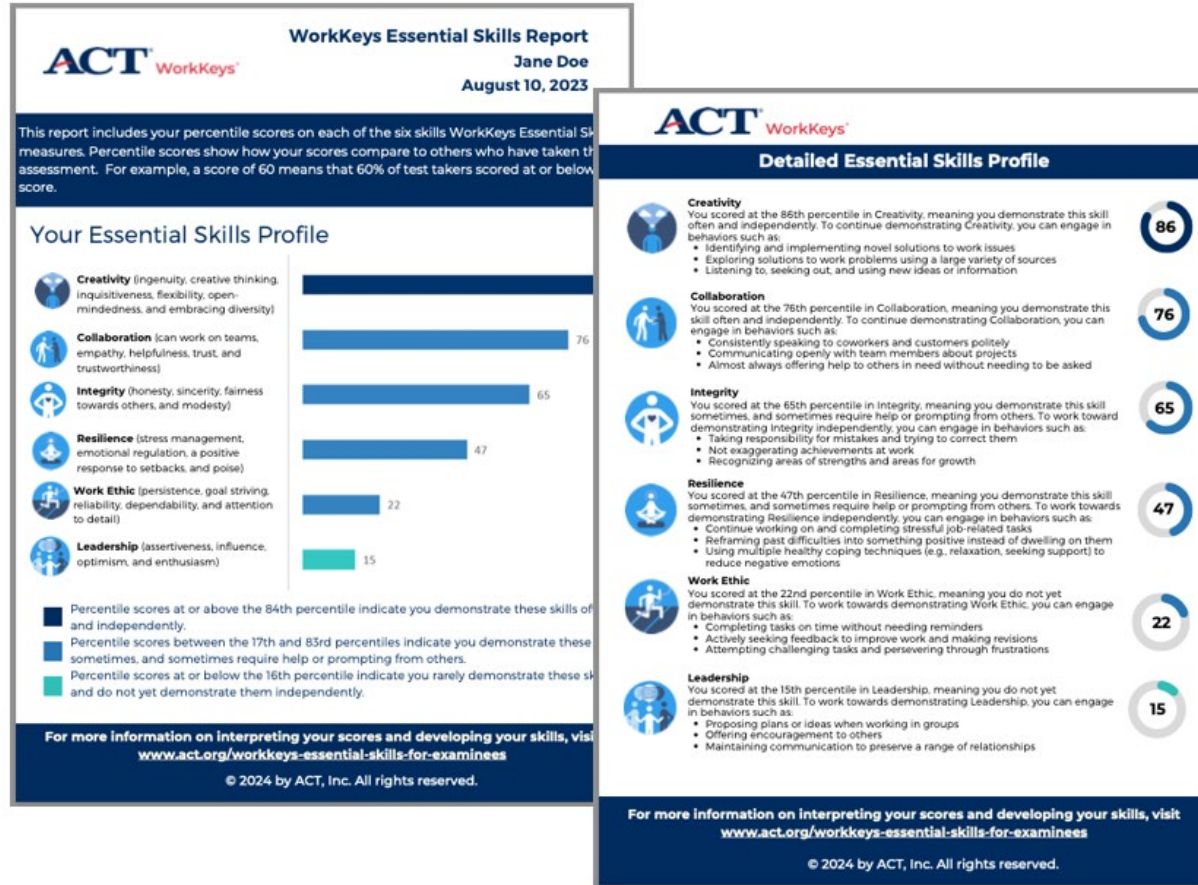 ACT WorkKeys®
WorkKeys Essential Skills Report
Jane Doe
August 10, 2023
This report includes your percentile scores on each of the six skills WorkKeys Essential Sk
measures. Percentile scores show how your scores compare to others who have taken th
assessment. For example, a score of 60 means that 60% of test takers scored at or below
score.
Your Essential Skills Profile
Creativity (ingenuity, creative thinking,
inquisitiveness, flexibility, open-
mindedness, and embracing diversity)
Collaboration (can work on teams,
empathy, helpfulness, trust, and
trustworthiness)
76
Integrity (honesty, sincerity, fairness
towards others, and modesty)
65
Resilience (stress management,
emotional regulation, a positive
response to setbacks, and poise)
47
Work Ethic (persistence, goal striving,
reliability, dependability, and attention
to detail)
22
Leadership (assertiveness, influence,
optimism, and enthusiasm)
15
Percentile scores at or above the 84th percentile indicate you demonstrate these skills of
and independently.
Percentile scores between the 17th and 83rd percentiles indicate you demonstrate these
sometimes, and sometimes require help or prompting from others.
Percentile scores at or below the 16th percentile indicate you rarely demonstrate these sk
and do not yet demonstrate them independently.
For more information on interpreting your scores and developing your skills, visi
www.act.org/workkeys-essential-skills-for-examinees
© 2024 by ACT, Inc. All rights reserved.
ACT® WorkKeys®
Detailed Essential Skills Profile
Creativity
You scored at the 86th percentile in Creativity, meaning you demonstrate this skill
often and independently. To continue demonstrating Creativity, you can engage in
behaviors such as:
• Identifying and implementing novel solutions to work issues
• Exploring solutions to work problems using a large variety of sources
• Listening to, seeking out, and using new ideas or information
86
Collaboration
You scored at the 76th percentile in Collaboration, meaning you demonstrate this
skill often and independently. To continue demonstrating Collaboration, you can
engage in behaviors such as:
• Consistently speaking to coworkers and customers politely
• Communicating openly with team members about projects
• Almost always offering help to others in need without needing to be asked
76
Integrity
You scored at the 65th percentile in Integrity, meaning you demonstrate this skill
sometimes, and sometimes require help or prompting from others. To work toward
demonstrating Integrity independently, you can engage in behaviors such as:
• Taking responsibility for mistakes and trying to correct them
• Not exaggerating achievements at work
• Recognizing areas of strengths and areas for growth
65
Resilience
You scored at the 47th percentile in Resilience, meaning you demonstrate this skill
sometimes, and sometimes require help or prompting from others. To work towards
demonstrating Resilience independently, you can engage in behaviors such as:
• Continue working on and completing stressful job-related tasks
• Reframing past difficulties into something positive instead of dwelling on them
• Using multiple healthy coping techniques (e.g., relaxation, seeking support) to
reduce negative emotions
47
Work Ethic
You scored at the 22nd percentile in Work Ethic, meaning you do not yet
demonstrate this skill. To work towards demonstrating Work Ethic, you can engage
in behaviors such as:
• Completing tasks on time without needing reminders
• Actively seeking feedback to improve work and making revisions
• Attempting challenging tasks and persevering through frustrations
22
Leadership
You scored at the 15th percentile in Leadership, meaning you do not yet
demonstrate this skill. To work towards demonstrating Leadership, you can engage
in behaviors such as:
• Proposing plans or ideas when working in groups
• Offering encouragement to others
• Maintaining communication to preserve a range of relationships
15
For more information on interpreting your scores and developing your skills, visit
www.act.org/workkeys-essential-skills-for-examinees
© 2024 by ACT, Inc. All rights reserved.